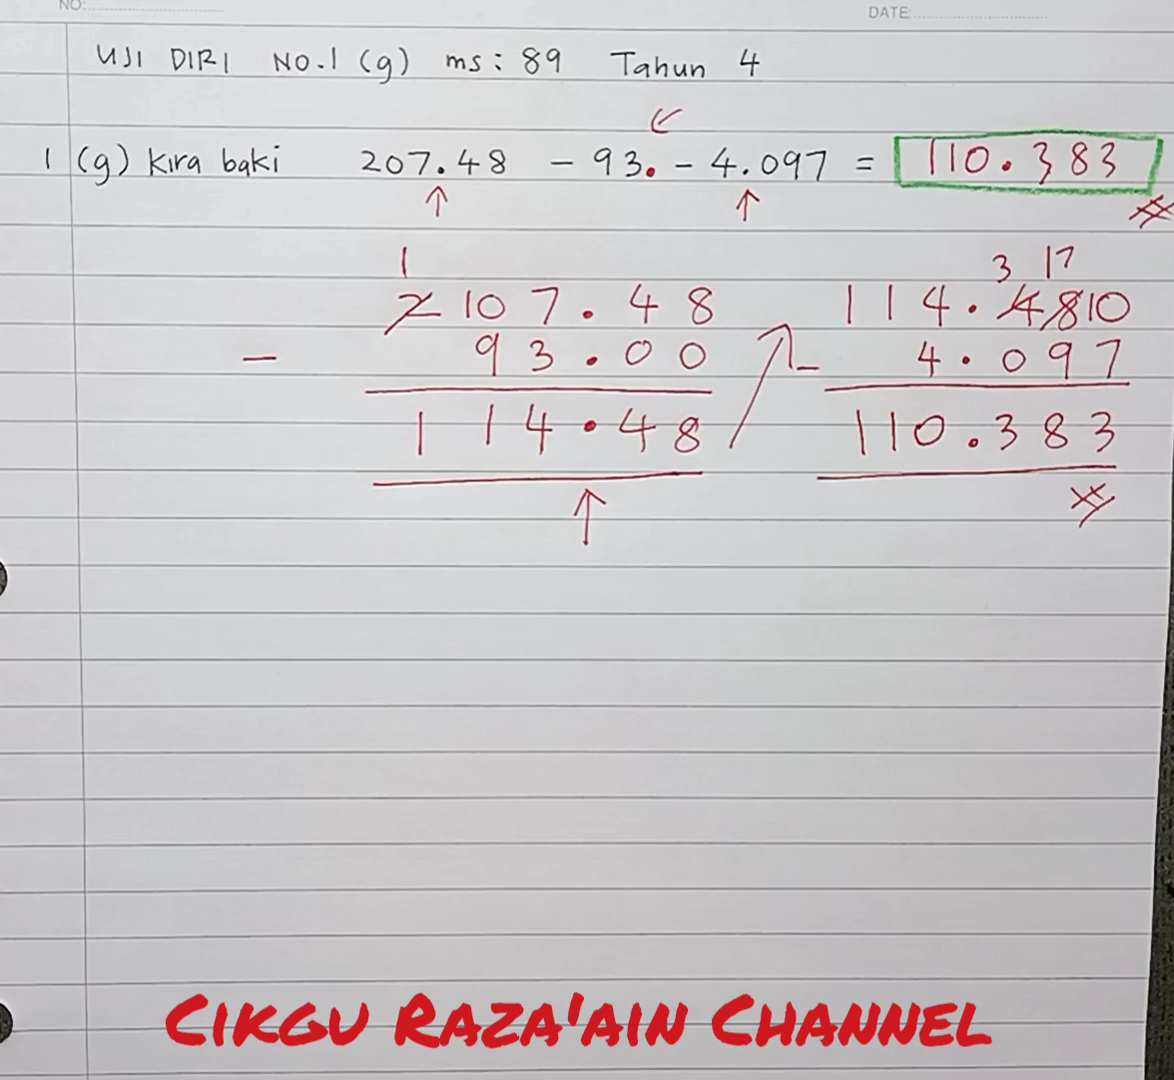 NO:
DATE
UJI DIRI NO.1 (g) ms: 89 Tahun 4
1 (g) Kira baki 207.48 - 93. - 4.097 = 110.383
1
2 10 7 . 4 8
- 9 3 . 0 0
1 1 4 . 4 8
3 17
1 1 4 . 4 8 10
- 4 . 0 9 7
1 1 0 . 3 8 3
CIKGU RAZA'AIN CHANNEL